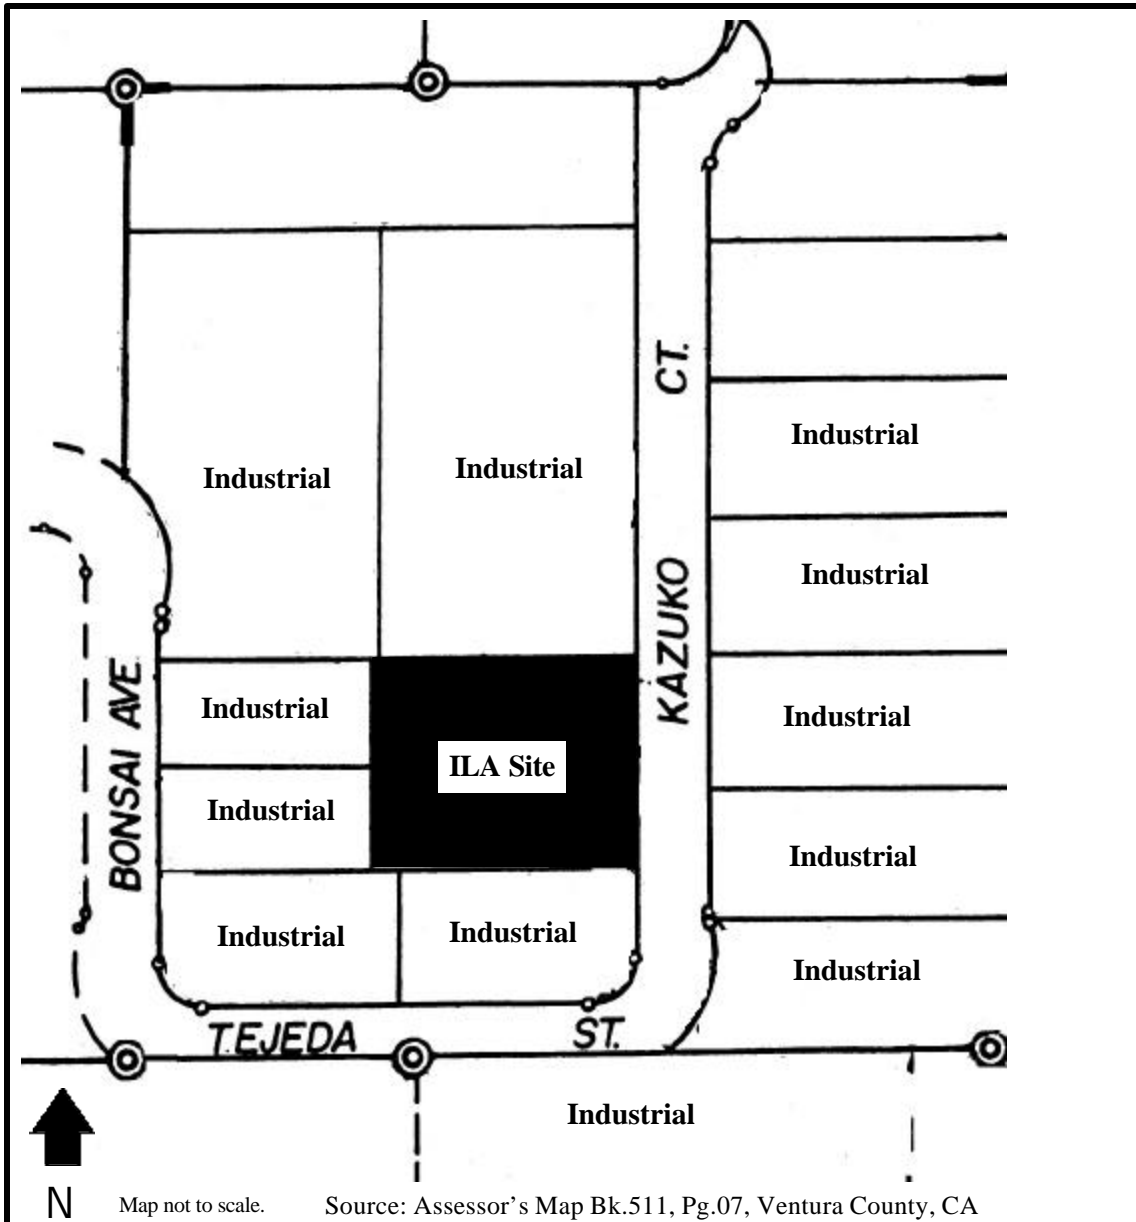 CT.
Industrial
Industrial
Industrial
Industrial
KAZUKO
BONSAI AVE.
Industrial
Industrial
ILA Site
Industrial
Industrial
Industrial
Industrial
Industrial
TEJEDA ST.
Industrial
N
Map not to scale.
Source: Assessor's Map Bk.511, Pg.07, Ventura County, CA